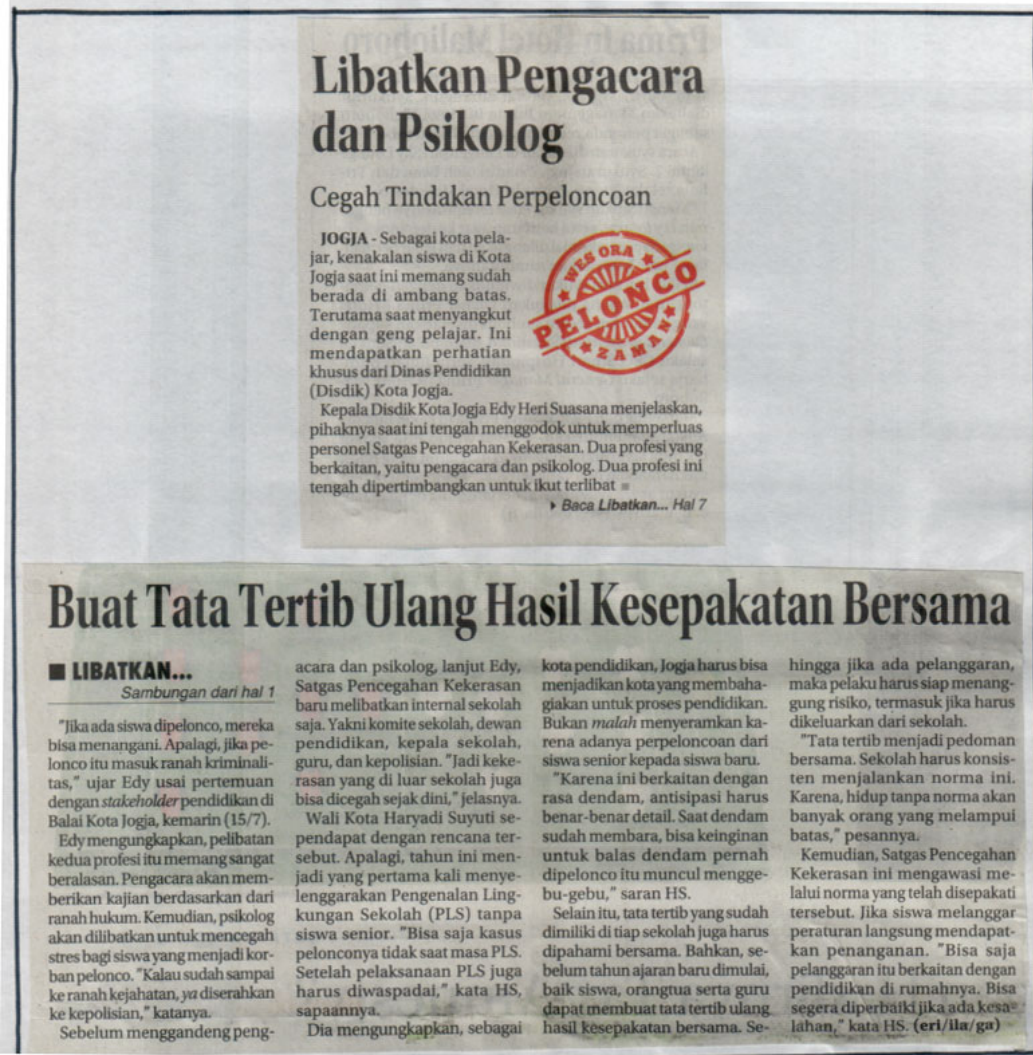 Libatkan Pengacara
dan Psikolog
Cegah Tindakan Perpeloncoan
JOGJA - Sebagai kota pela-
jar, kenakalan siswa di Kota
Jogja saat ini memang sudah
berada di ambang batas.
Terutama saat menyangkut
dengan geng pelajar. Ini
mendapatkan perhatian
khusus dari Dinas Pendidikan
(Disdik) Kota Jogja.
WES ORA
PELONCO
ZAMAN
Kepala Disdik Kota Jogja Edy Heri Suasana menjelaskan,
pihaknya saat ini tengah menggodok untuk memperluas
personel Satgas Pencegahan Kekerasan. Dua profesi yang
berkaitan, yaitu pengacara dan psikolog. Dua profesi ini
tengah dipertimbangkan untuk ikut terlibat
Baca Libatkan... Hal 7
Buat Tata Tertib Ulang Hasil Kesepakatan Bersama
LIBATKAN...
Sambungan dari hal 1
"Jika ada siswa dipelonco, mereka
bisa menangani. Apalagi, jika pe-
lonco itu masuk ranah kriminali-
tas," ujar Edy usai pertemuan
dengan stakeholder pendidikan di
Balai Kota Jogja, kemarin (15/7).
Edy mengungkapkan, pelibatan
kedua profesi itu memang sangat
beralasan. Pengacara akan mem-
berikan kajian berdasarkan dari
ranah hukum. Kemudian, psikolog
akan dilibatkan untuk mencegah
stres bagi siswa yang menjadi kor-
ban pelonco. "Kalau sudah sampai
ke ranah kejahatan, ya diserahkan
ke kepolisian," katanya.
Sebelum menggandeng peng-
acara dan psikolog, lanjut Edy,
Satgas Pencegahan Kekerasan
baru melibatkan internal sekolah
saja. Yakni komite sekolah, dewan
pendidikan, kepala sekolah,
guru, dan kepolisian. "Jadi keke-
rasan yang di luar sekolah juga
bisa dicegah sejak dini," jelasnya.
Wali Kota Haryadi Suyuti se-
pendapat dengan rencana ter-
sebut. Apalagi, tahun ini men-
jadi yang pertama kali menye-
lenggarakan Pengenalan Ling-
kungan Sekolah (PLS) tanpa
siswa senior. "Bisa saja kasus
peloncoya tidak saat masa PLS.
Setelah pelaksanaan PLS juga
harus diwaspadai," kata HS,
sapaannya.
Dia mengungkapkan, sebagai
kota pendidikan, Jogja harus bisa
menjadikan kota yang membaha-
giakan untuk proses pendidikan.
Bukan malah menyeramkan ka-
rena adanya perpeloncoan dari
siswa senior kepada siswa baru.
"Karena ini berkaitan dengan
rasa dendam, antisipasi harus
benar-benar detail. Saat dendam
sudah membara, bisa keinginan
untuk balas dendam pernah
dipelonco itu muncul mengge-
bu-gebu," saran HS.
Selain itu, tata tertib yang sudah
dimiliki di tiap sekolah juga harus
dipahami bersama. Bahkan, se-
belum tahun ajaran baru dimulai,
baik siswa, orangtua serta guru
dapat membuat tata tertib ulang
hasil kesepakatan bersama. Se-
hingga jika ada pelanggaran,
maka pelaku harus siap menang-
gung risiko, termasuk jika harus
dikeluarkan dari sekolah.
"Tata tertib menjadi pedoman
bersama. Sekolah harus konsis-
ten menjalankan norma ini.
Karena, hidup tanpa norma akan
banyak orang yang melampui
batas," pesannya.
Kemudian, Satgas Pencegahan
Kekerasan ini mengawasi me-
lalui norma yang telah disepakati
tersebut. Jika siswa melanggar
peraturan langsung mendapat-
kan penanganan. "Bisa saja
pelanggaran itu berkaitan dengan
pendidikan di rumahnya. Bisa
segera diperbaiki jika ada kesa-
lahan," kata HS. (eri/ila/ga)